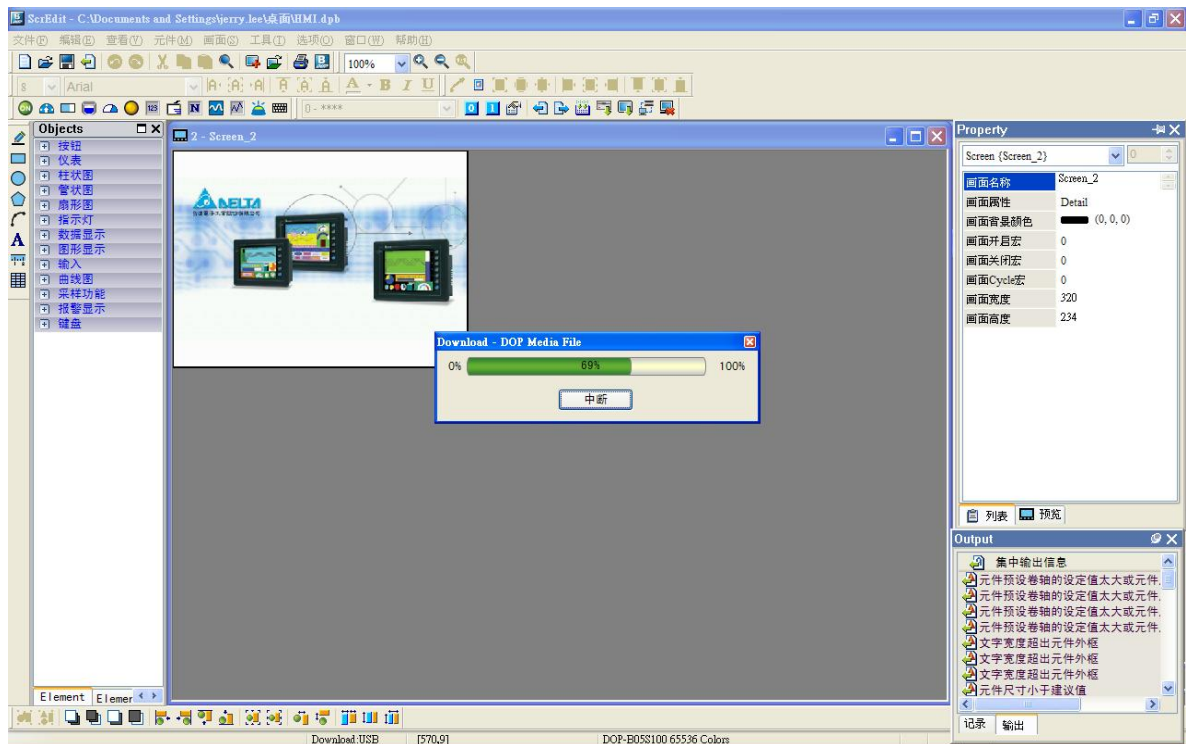 ScrEdit - C:\Documents and Settings\jerry.lee\桌面\HMI.dpb
文件(F) 编辑(E) 查看(V) 元件(M) 画面(S) 工具(T) 选项(O) 窗口(W) 帮助(H)
100%
8 Arial
A B I U
0 - ****
Objects
按钮
仪表
柱状图
管状图
扇形图
指示灯
数据显示
图形显示
输入
曲线图
采样功能
报警显示
键盘
Element Elemer
2 - Screen_2
DELTA
Download - DOP Media File
0% 69% 100%
中断
Property
Screen {Screen_2} 0
画面名称 Screen_2
画面属性 Detail
画面背景颜色 (0, 0, 0)
画面开启宏 0
画面关闭宏 0
画面Cycle宏 0
画面宽度 320
画面高度 234
列表 预览
Output
集中输出信息
元件预设卷轴的设定值太大或元件.
元件预设卷轴的设定值太大或元件.
元件预设卷轴的设定值太大或元件.
元件预设卷轴的设定值太大或元件.
文字宽度超出元件外框
文字宽度超出元件外框
文字宽度超出元件外框
元件尺寸小于建议值
记录 输出
Download:USB [570,9] DOP-B05S100 65536 Colors